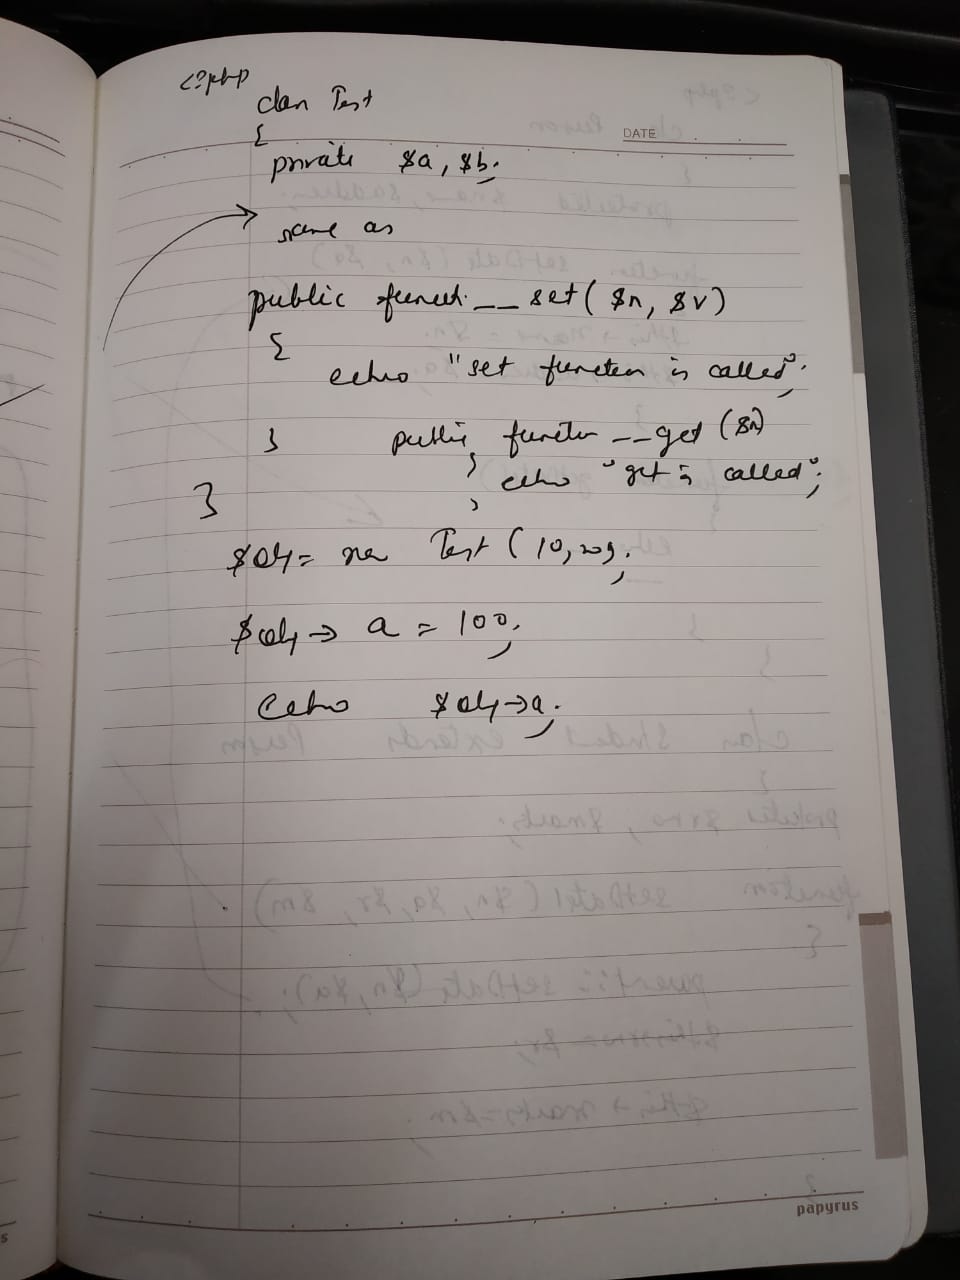 <?php
class Test
DATE
{
private $a, $b;
same as
public funct. __set($n, $v)
{
echo "set function is called";
} public function __get ($n)
{ echo "get is called";
}
}
$obj = new Test (10, 20);
$obj -> a = 100;
echo $obj->a;
papyrus